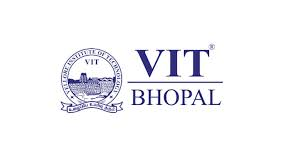 VELLORE INSTITUTE OF TECHNOLOGY
VIT
VIT®
BHOPAL